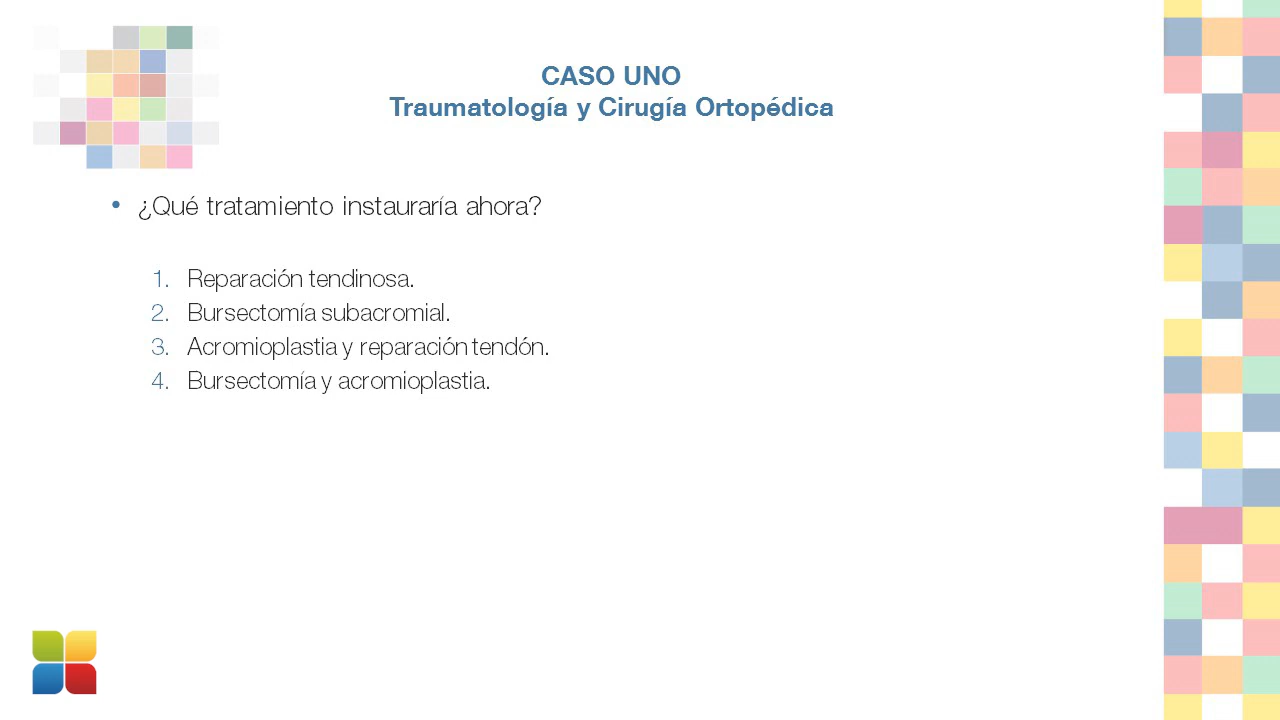 CASO UNO
Traumatología y Cirugía Ortopédica
• ¿Qué tratamiento instauraría ahora?
1. Reparación tendinosa.
2. Bursectomía subacromial.
3. Acromioplastia y reparación tendón.
4. Bursectomía y acromioplastia.